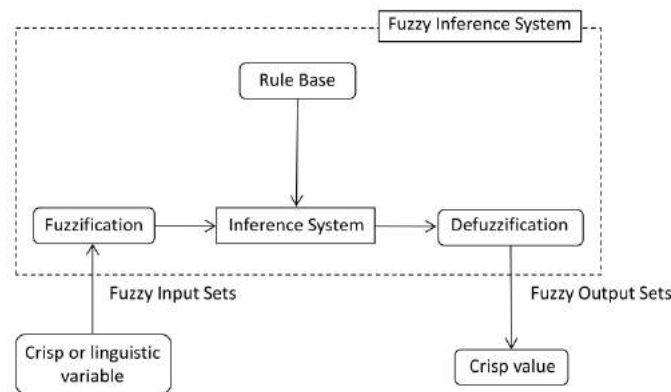 Fuzzy Inference System
Rule Base
Fuzzification
Inference System
Defuzzification
Fuzzy Input Sets
Fuzzy Output Sets
Crisp or linguistic
variable
Crisp value